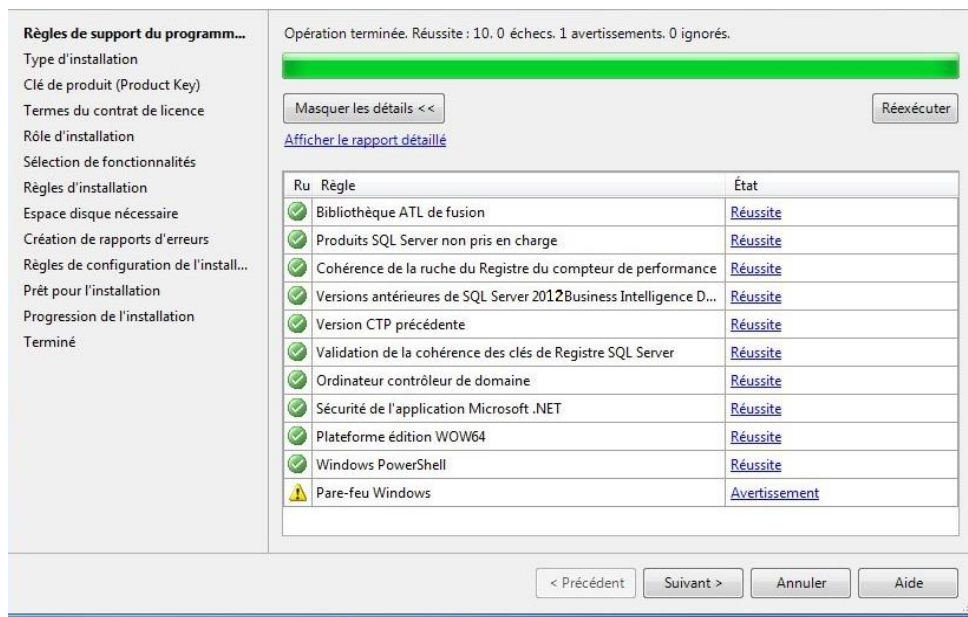 Règles de support du programm...
Type d'installation
Clé de produit (Product Key)
Termes du contrat de licence
Rôle d'installation
Sélection de fonctionnalités
Règles d'installation
Espace disque nécessaire
Création de rapports d'erreurs
Règles de configuration de l'install...
Prêt pour l'installation
Progression de l'installation
Terminé
Opération terminée. Réussite : 10. 0 échecs. 1 avertissements. 0 ignorés.
Masquer les détails <<
Réexécuter
Afficher le rapport détaillé
Ru Règle État
Bibliothèque ATL de fusion Réussite
Produits SQL Server non pris en charge Réussite
Cohérence de la ruche du Registre du compteur de performance Réussite
Versions antérieures de SQL Server 2012Business Intelligence D... Réussite
Version CTP précédente Réussite
Validation de la cohérence des clés de Registre SQL Server Réussite
Ordinateur contrôleur de domaine Réussite
Sécurité de l'application Microsoft .NET Réussite
Plateforme édition WOW64 Réussite
Windows PowerShell Réussite
Pare-feu Windows Avertissement
< Précédent Suivant > Annuler Aide